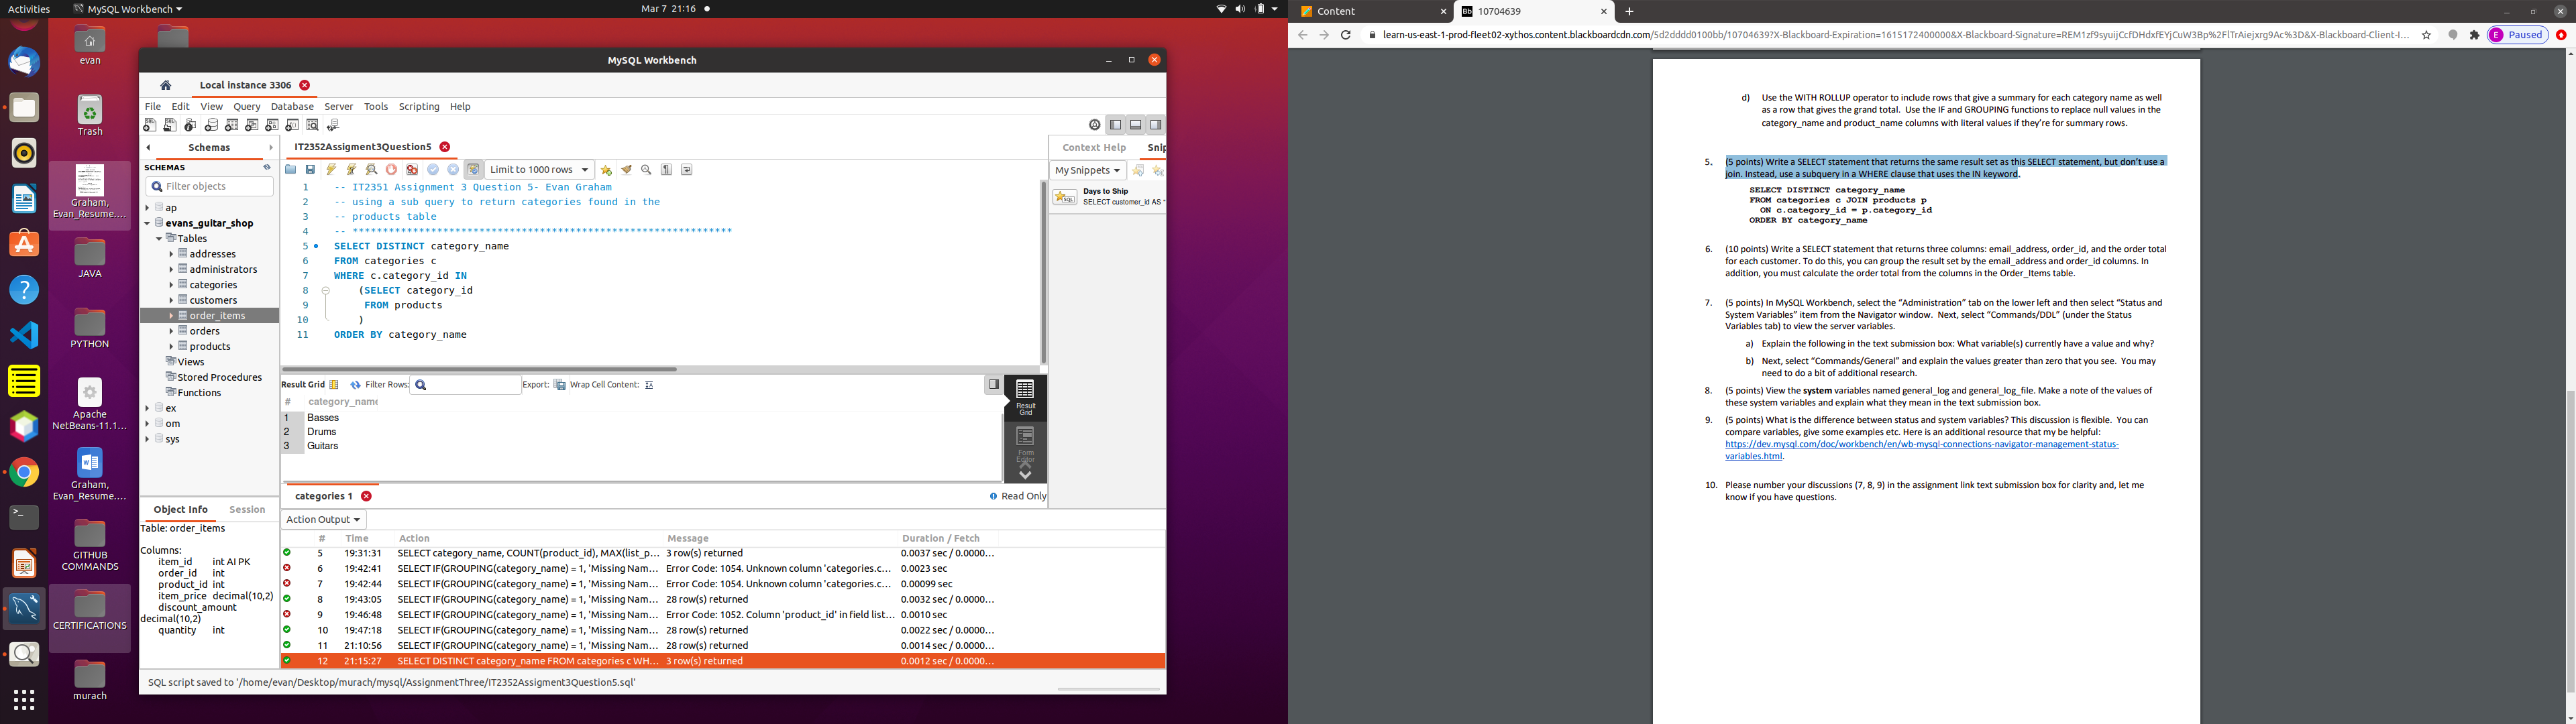 Activities
MySQL Workbench
Mar 7 21:16
evan
Trash
Graham,
Evan_Resume....
JAVA
PYTHON
Apache
NetBeans-11.1...
Graham,
Evan_Resume....
GITHUB
COMMANDS
CERTIFICATIONS
murach
MySQL Workbench
Local instance 3306
File Edit View Query Database Server Tools Scripting Help
Schemas
SCHEMAS
Filter objects
ap
evans_guitar_shop
Tables
addresses
administrators
categories
customers
order_items
orders
products
Views
Stored Procedures
Functions
ex
om
sys
Object Info Session
Table: order_items
Columns:
item_id int AI PK
order_id int
product_id int
item_price decimal(10,2)
discount_amount
decimal(10,2)
quantity int
IT2352Assigment3Question5
Limit to 1000 rows
1 -- IT2351 Assignment 3 Question 5- Evan Graham
2 -- using a sub query to return categories found in the
3 -- products table
4 -- ****************************************************************
5 SELECT DISTINCT category_name
6 FROM categories c
7 WHERE c.category_id IN
8 (SELECT category_id
9 FROM products
10 )
11 ORDER BY category_name
Context Help Snip
My Snippets
Days to Ship
SELECT customer_id AS "
Result Grid Filter Rows: Export: Wrap Cell Content:
# category_name
1 Basses
2 Drums
3 Guitars
Result
Grid
Form
Editor
categories 1
Read Only
Action Output
# Time Action Message Duration / Fetch
5 19:31:31 SELECT category_name, COUNT(product_id), MAX(list_p... 3 row(s) returned 0.0037 sec / 0.0000...
6 19:42:41 SELECT IF(GROUPING(category_name) = 1, 'Missing Nam... Error Code: 1054. Unknown column 'categories.c... 0.0023 sec
7 19:42:44 SELECT IF(GROUPING(category_name) = 1, 'Missing Nam... Error Code: 1054. Unknown column 'categories.c... 0.00099 sec
8 19:43:05 SELECT IF(GROUPING(category_name) = 1, 'Missing Nam... 28 row(s) returned 0.0032 sec / 0.0000...
9 19:46:48 SELECT IF(GROUPING(category_name) = 1, 'Missing Nam... Error Code: 1052. Column 'product_id' in field list... 0.0010 sec
10 19:47:18 SELECT IF(GROUPING(category_name) = 1, 'Missing Nam... 28 row(s) returned 0.0022 sec / 0.0000...
11 21:10:56 SELECT IF(GROUPING(category_name) = 1, 'Missing Nam... 28 row(s) returned 0.0014 sec / 0.0000...
12 21:15:27 SELECT DISTINCT category_name FROM categories c WH... 3 row(s) returned 0.0012 sec / 0.0000...
SQL script saved to '/home/evan/Desktop/murach/mysql/AssignmentThree/IT2352Assigment3Question5.sql'
Content
Bb 10704639
learn-us-east-1-prod-fleet02-xythos.content.blackboardcdn.com/5d2dddd0100bb/10704639?X-Blackboard-Expiration=1615172400000&X-Blackboard-Signature=REM1zf9syuijCcfDHdxfEYjCuW3Bp%2FlTrAiejxrg9Ac%3D&X-Blackboard-Client-I...
E Paused
d) Use the WITH ROLLUP operator to include rows that give a summary for each category name as well
as a row that gives the grand total. Use the IF and GROUPING functions to replace null values in the
category_name and product_name columns with literal values if they're for summary rows.
5. (5 points) Write a SELECT statement that returns the same result set as this SELECT statement, but don't use a
join. Instead, use a subquery in a WHERE clause that uses the IN keyword.
SELECT DISTINCT category_name
FROM categories c JOIN products p
ON c.category_id = p.category_id
ORDER BY category_name
6. (10 points) Write a SELECT statement that returns three columns: email_address, order_id, and the order total
for each customer. To do this, you can group the result set by the email_address and order_id columns. In
addition, you must calculate the order total from the columns in the Order_Items table.
7. (5 points) In MySQL Workbench, select the "Administration" tab on the lower left and then select "Status and
System Variables" item from the Navigator window. Next, select "Commands/DDL" (under the Status
Variables tab) to view the server variables.
a) Explain the following in the text submission box: What variable(s) currently have a value and why?
b) Next, select "Commands/General" and explain the values greater than zero that you see. You may
need to do a bit of additional research.
8. (5 points) View the system variables named general_log and general_log_file. Make a note of the values of
these system variables and explain what they mean in the text submission box.
9. (5 points) What is the difference between status and system variables? This discussion is flexible. You can
compare variables, give some examples etc. Here is an additional resource that my be helpful:
https://dev.mysql.com/doc/workbench/en/wb-mysql-connections-navigator-management-status-
variables.html.
10. Please number your discussions (7, 8, 9) in the assignment link text submission box for clarity and, let me
know if you have questions.